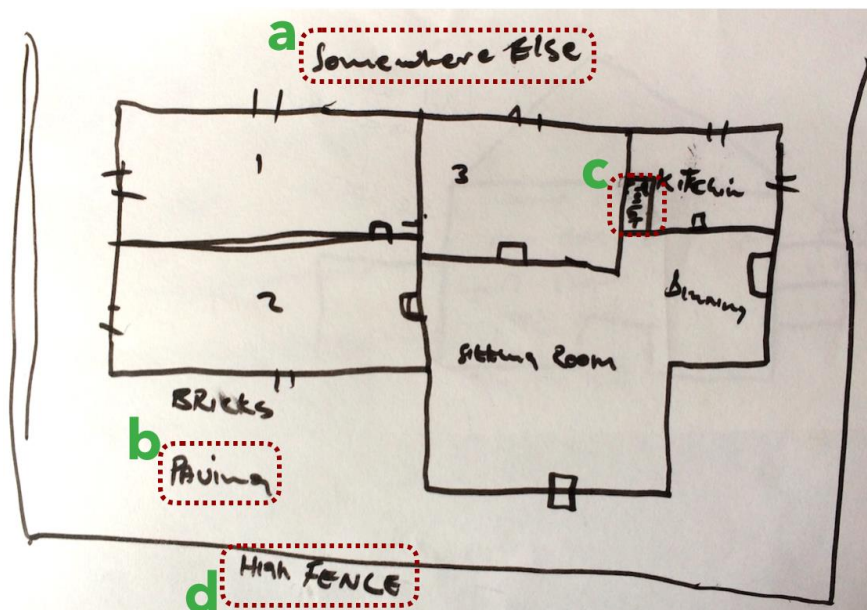 a
Somewhere Else
1
3
c
Kitchin
2
Dinning
Sitting Room
BRicks
b
PAving
d
High FENCE